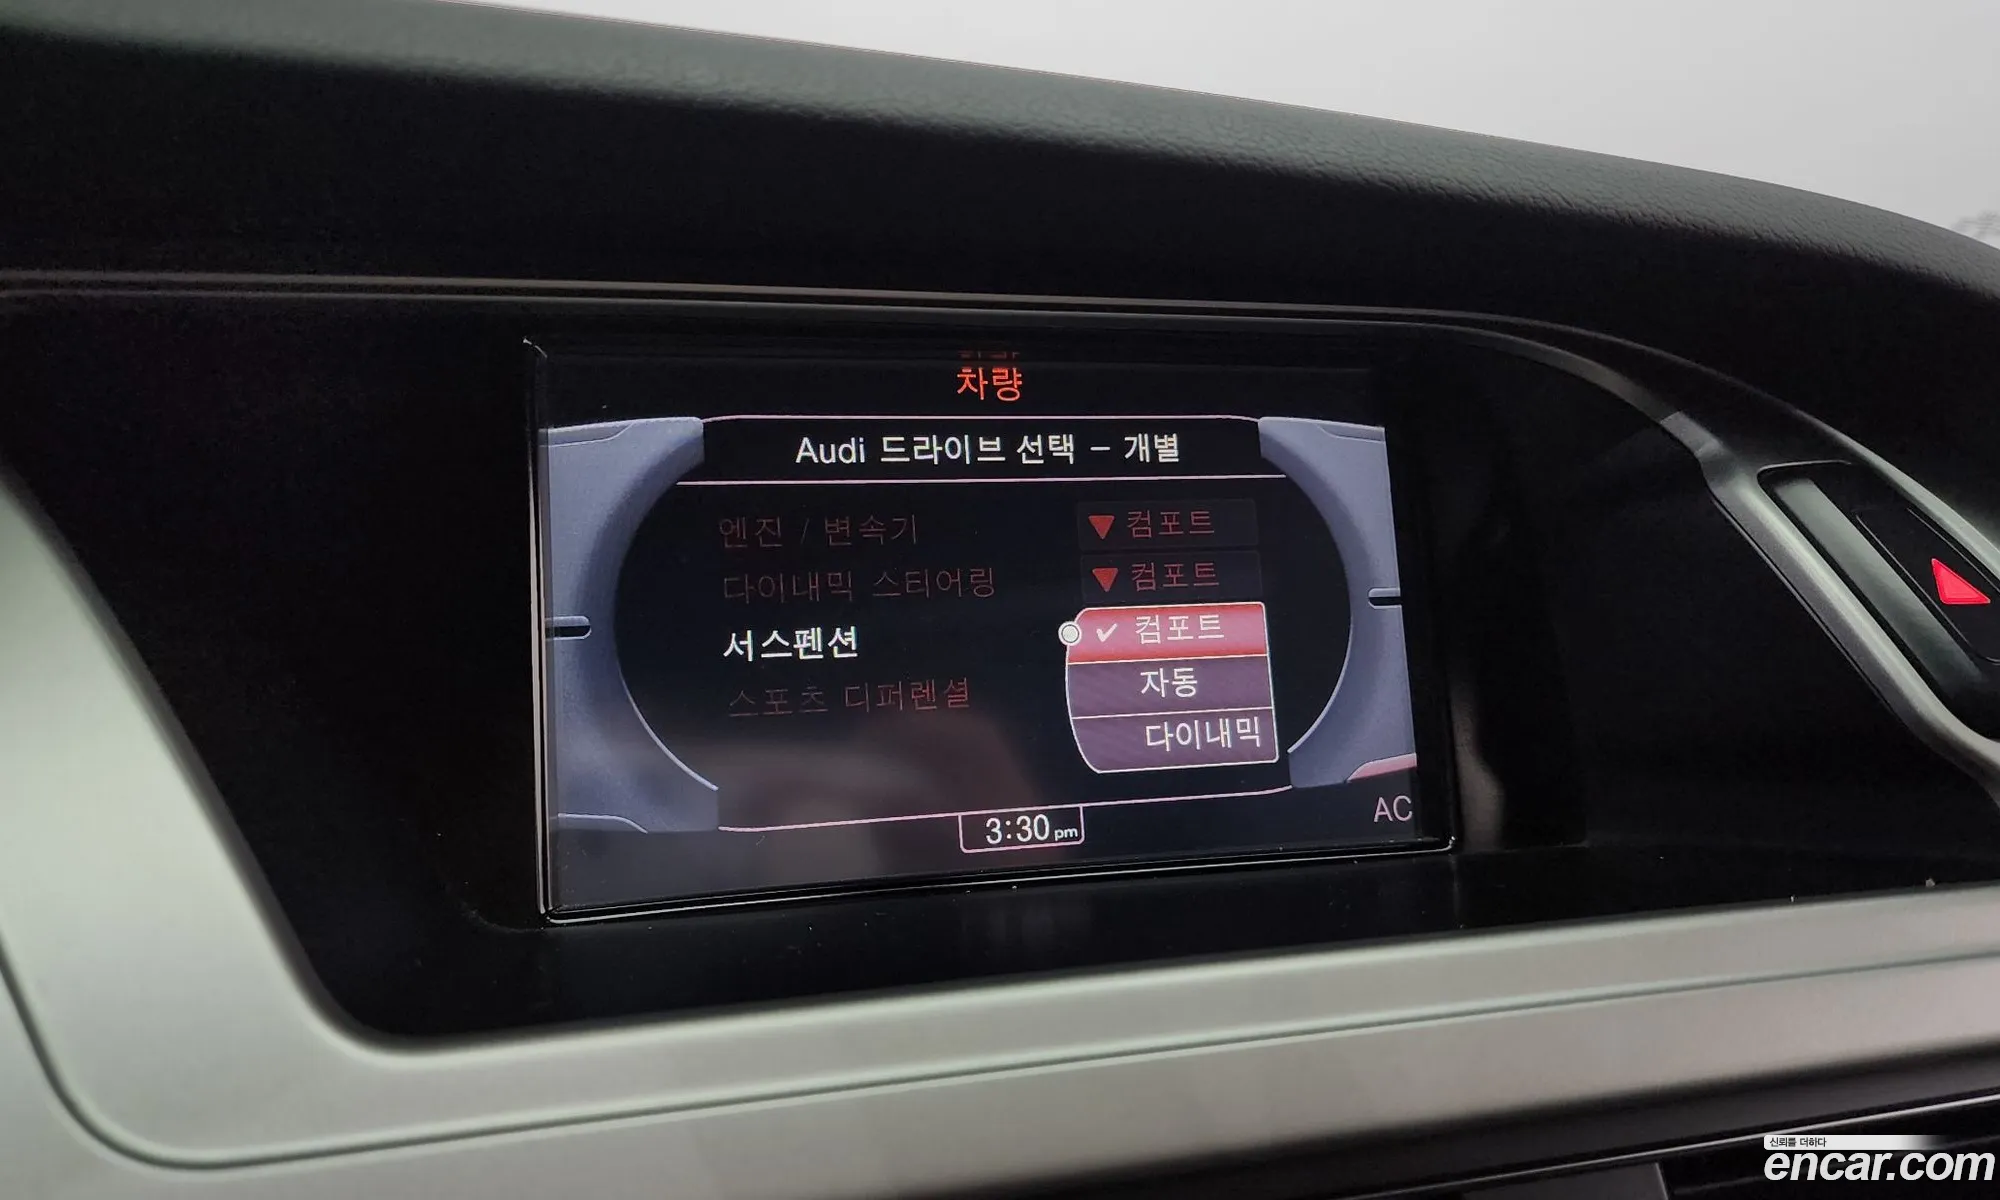 차량
Audi 드라이브 선택 - 개별
엔진 / 변속기 컴포트
다이내믹 스티어링 컴포트
서스펜션 ✓ 컴포트
자동
스포츠 디퍼렌셜
다이내믹
AC
3:30 pm
신뢰를 더하다
encar.com